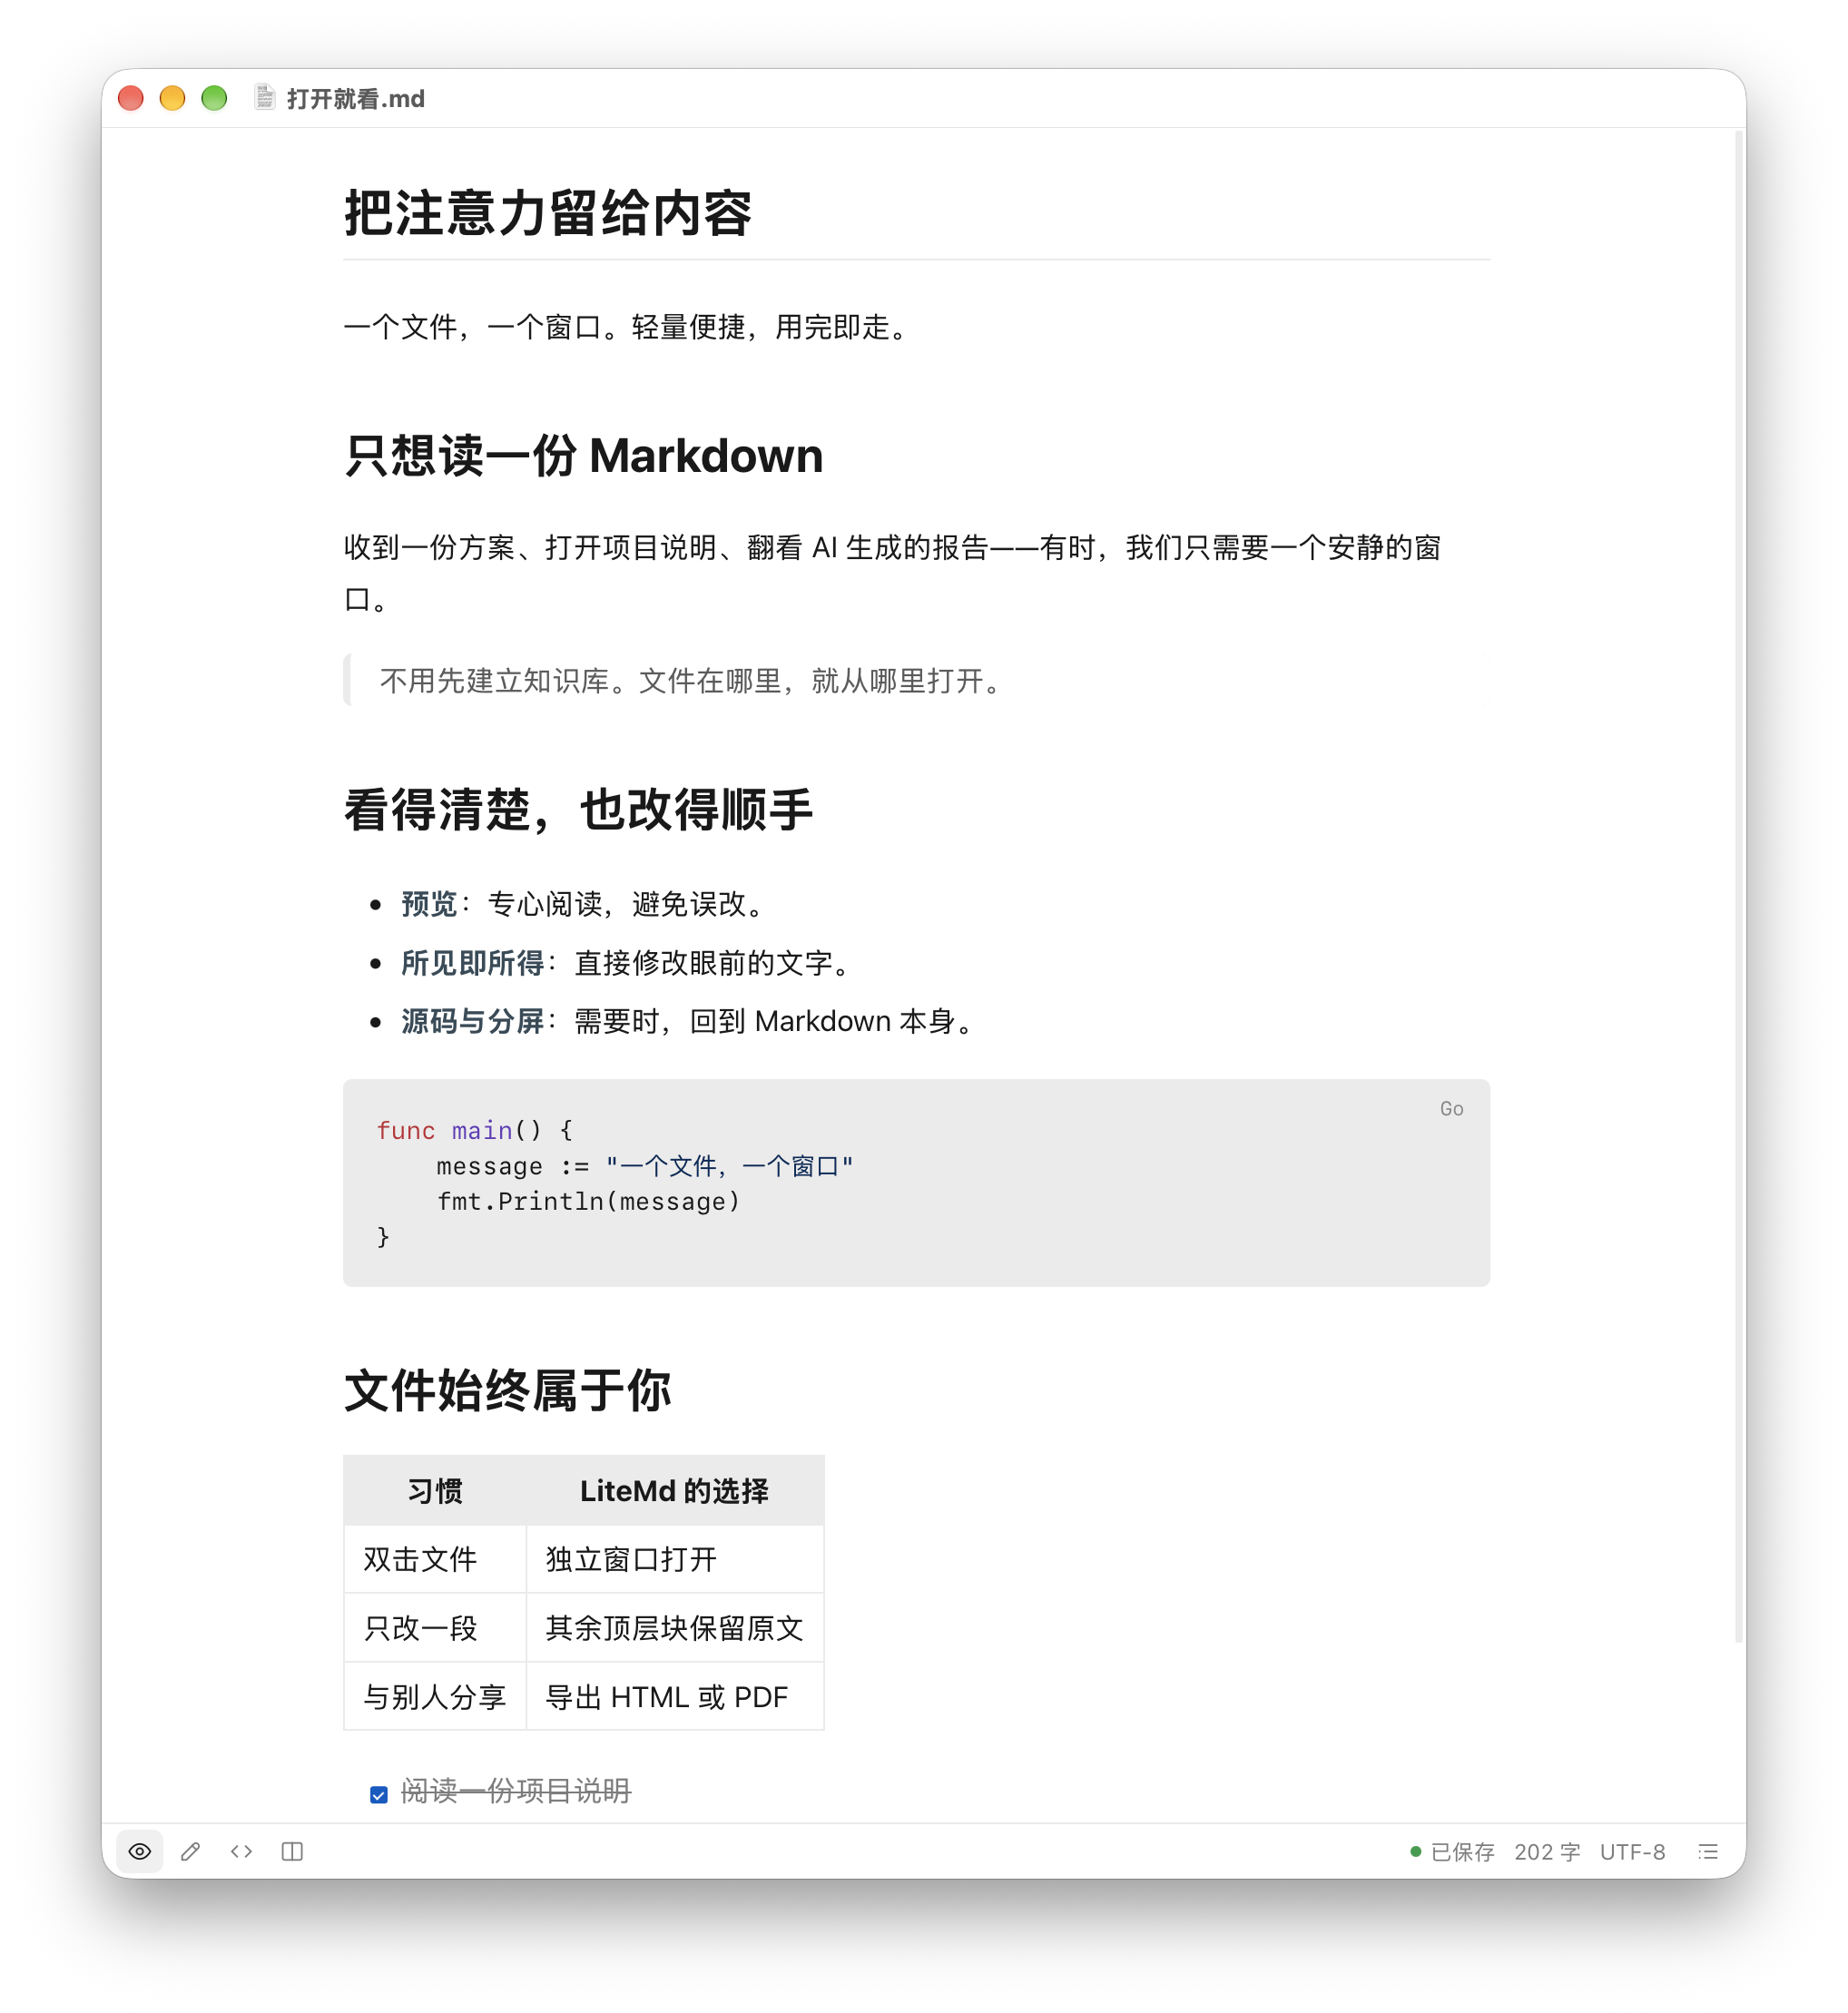 打开就看.md
把注意力留给内容
一个文件，一个窗口。轻量便捷，用完即走。
只想读一份 Markdown
收到一份方案、打开项目说明、翻看 AI 生成的报告——有时，我们只需要一个安静的窗
口。
不用先建立知识库。文件在哪里，就从哪里打开。
看得清楚，也改得顺手
• 预览：专心阅读，避免误改。
• 所见即所得：直接修改眼前的文字。
• 源码与分屏：需要时，回到 Markdown 本身。
Go
func main() {
    message := "一个文件，一个窗口"
    fmt.Println(message)
}
文件始终属于你
习惯 LiteMd 的选择
双击文件 独立窗口打开
只改一段 其余顶层块保留原文
与别人分享 导出 HTML 或 PDF
阅读一份项目说明
已保存 202 字 UTF-8